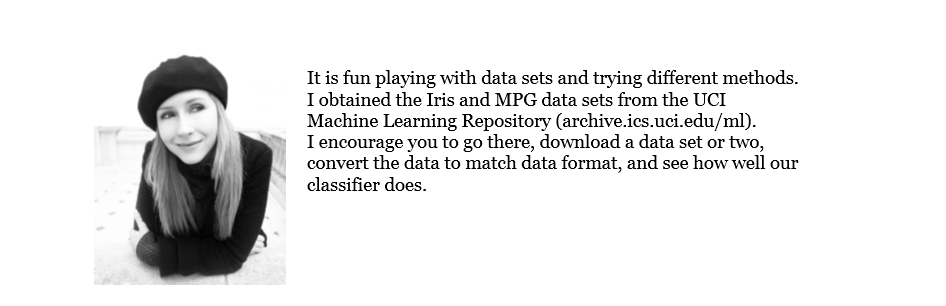 It is fun playing with data sets and trying different methods.
I obtained the Iris and MPG data sets from the UCI
Machine Learning Repository (archive.ics.uci.edu/ml).
I encourage you to go there, download a data set or two,
convert the data to match data format, and see how well our
classifier does.